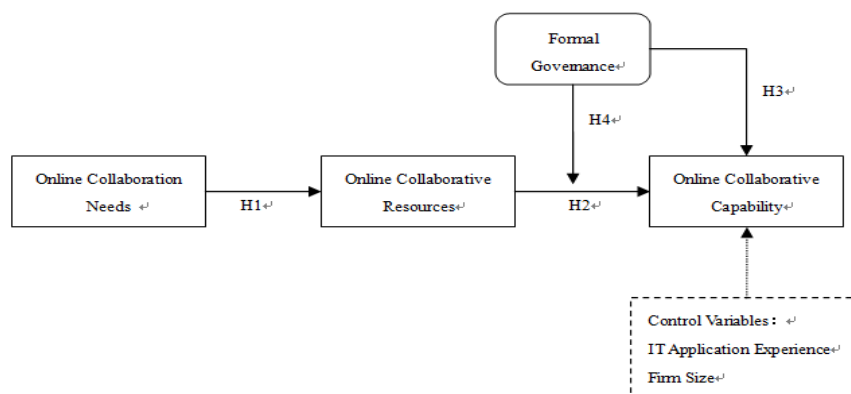 Formal
Governance↵
H3↵
H4↵
Online Collaboration
Needs ↵
H1↵
Online Collaborative
Resources↵
H2↵
Online Collaborative
Capability↵
Control Variables： ↵
IT Application Experience↵
Firm Size↵